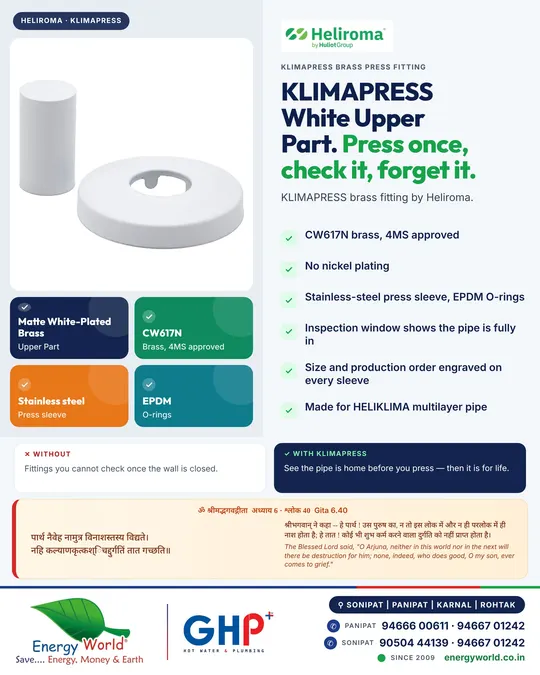 HELIROMA · KLIMAPRESS
Heliroma®
by HuliotGroup
KLIMAPRESS BRASS PRESS FITTING
KLIMAPRESS
White Upper
Part. Press once,
check it, forget it.
KLIMAPRESS brass fitting by Heliroma.
CW617N brass, 4MS approved
No nickel plating
Stainless-steel press sleeve, EPDM O-rings
Inspection window shows the pipe is fully
in
Size and production order engraved on
every sleeve
Made for HELIKLIMA multilayer pipe
Matte White-Plated
Brass
Upper Part
CW617N
Brass, 4MS approved
Stainless steel
Press sleeve
EPDM
O-rings
✕ WITHOUT
Fittings you cannot check once the wall is closed.
✓ WITH KLIMAPRESS
See the pipe is home before you press — then it is for life.
ॐ श्रीमद्भगवद्गीता अध्याय 6 · श्लोक 40 Gita 6.40
पार्थ नैवेह नामुत्र विनाशस्तस्य विद्यते।
नहि कल्याणकृत्कश्िचद्दुर्गतिं तात गच्छति॥
श्रीभगवान् ने कहा -- हे पार्थ ! उस पुरुष का, न तो इस लोक में और न ही परलोक में ही
नाश होता है; हे तात ! कोई भी शुभ कर्म करने वाला दुर्गति को नहीं प्राप्त होता है।
The Blessed Lord said, "O Arjuna, neither in this world nor in the next will
there be destruction for him; none, indeed, who does good, O my son, ever
comes to grief."
Energy World
Save.... Energy, Money & Earth
GHP+
HOT WATER & PLUMBING
SONIPAT | PANIPAT | KARNAL | ROHTAK
PANIPAT 94666 00611 · 94667 01242
SONIPAT 90504 44139 · 94667 01242
SINCE 2009 energyworld.co.in